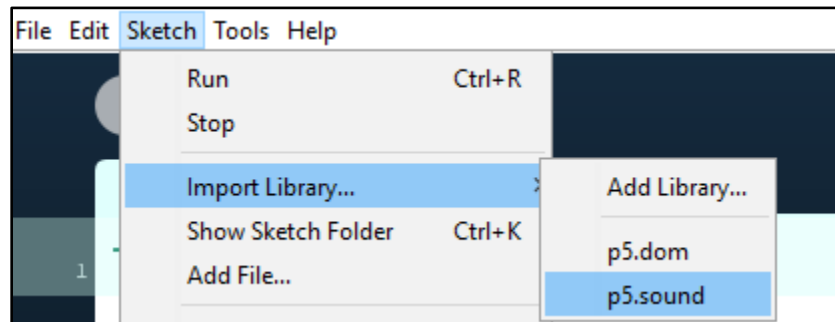 File Edit Sketch Tools Help
Run Ctrl+R
Stop
Import Library...
Show Sketch Folder Ctrl+K
Add File...
Add Library...
p5.dom
p5.sound
1